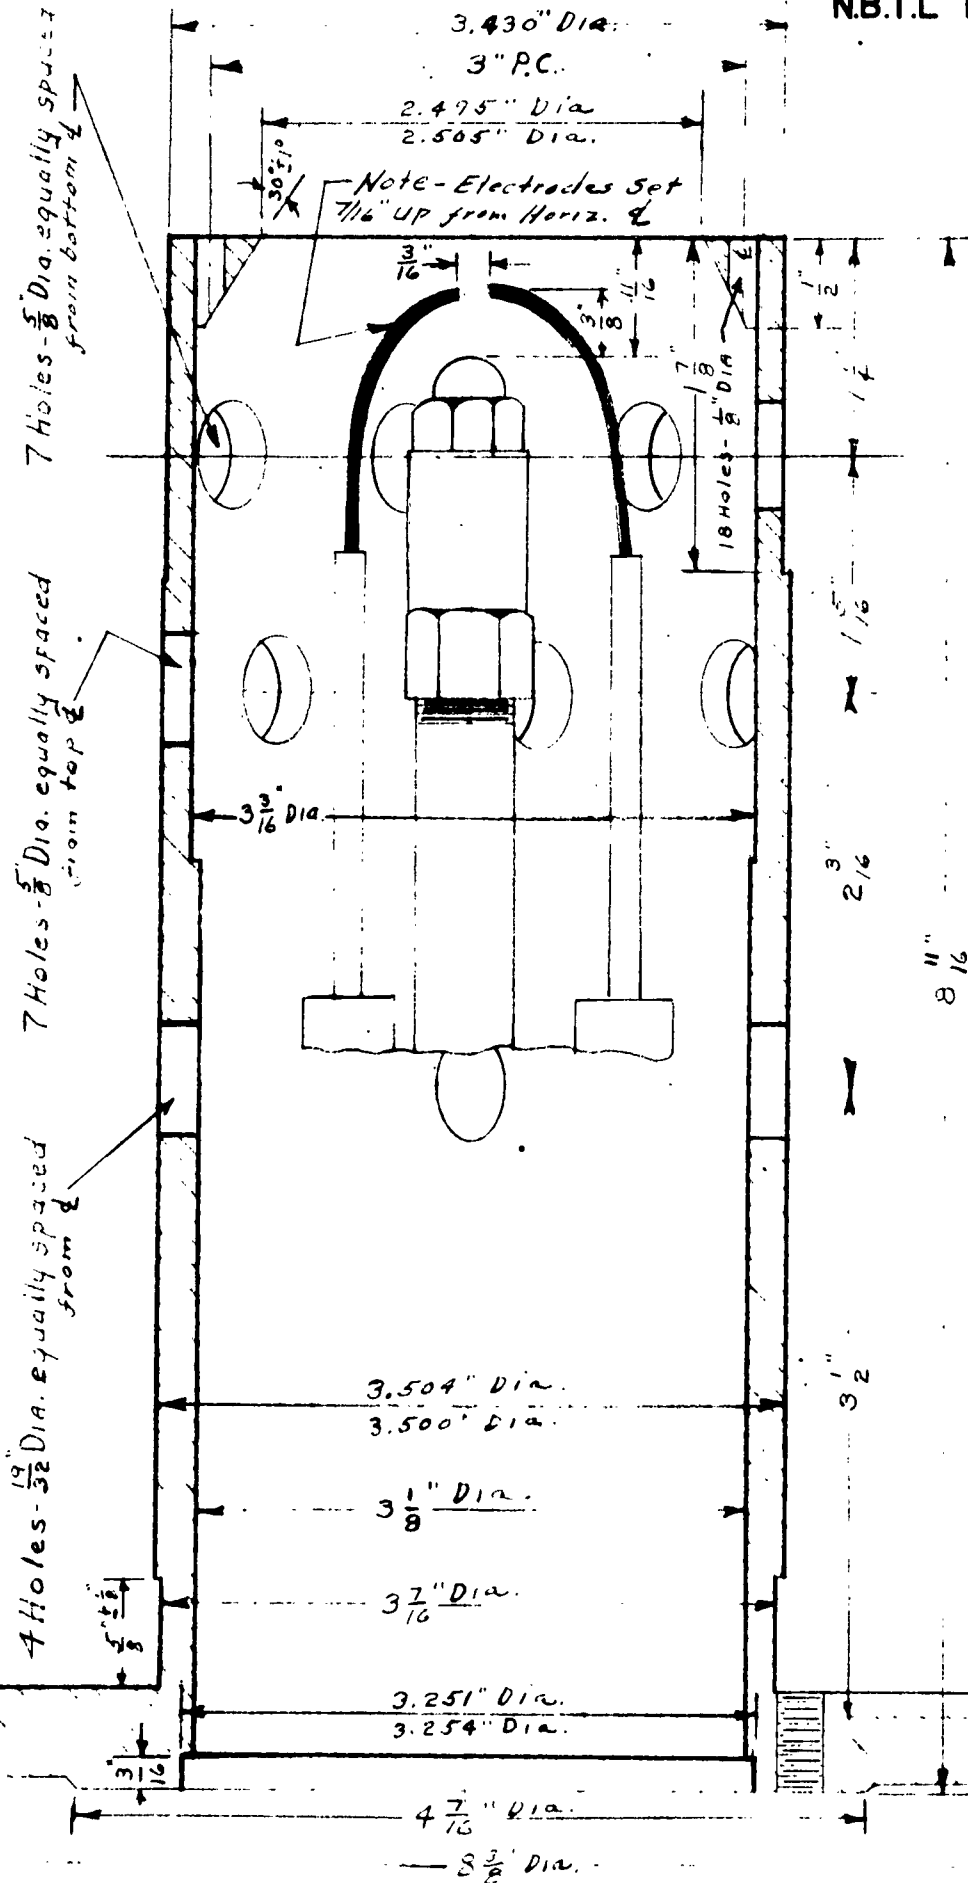 N.B.T.L
3.430" Dia.
3" P.C.
2.495" Dia
2.505" Dia.
30°±1°
Note - Electrodes Set
7/16" up from Horiz. ℄
3/16"
3/8"
11/16"
1 7/8
18 Holes - 1/8" DIA
℄
1/2"
1 1/4"
7 Holes - 5/8" Dia. equally spaced
from bottom ℄
1 5/16"
7 Holes - 5/8" Dia. equally spaced
from top ℄
3 3/16" Dia.
2 3/16"
8 11/16"
4 Holes - 19/32" DIA. equally spaced
from ℄
3.504" Dia.
3.500" Dia.
3 1/2"
3 1/8" Dia.
3 7/16" Dia.
5/8"
3.251" Dia.
3.254" Dia.
3/16"
4 7/16" Dia.
8 3/8" Dia.